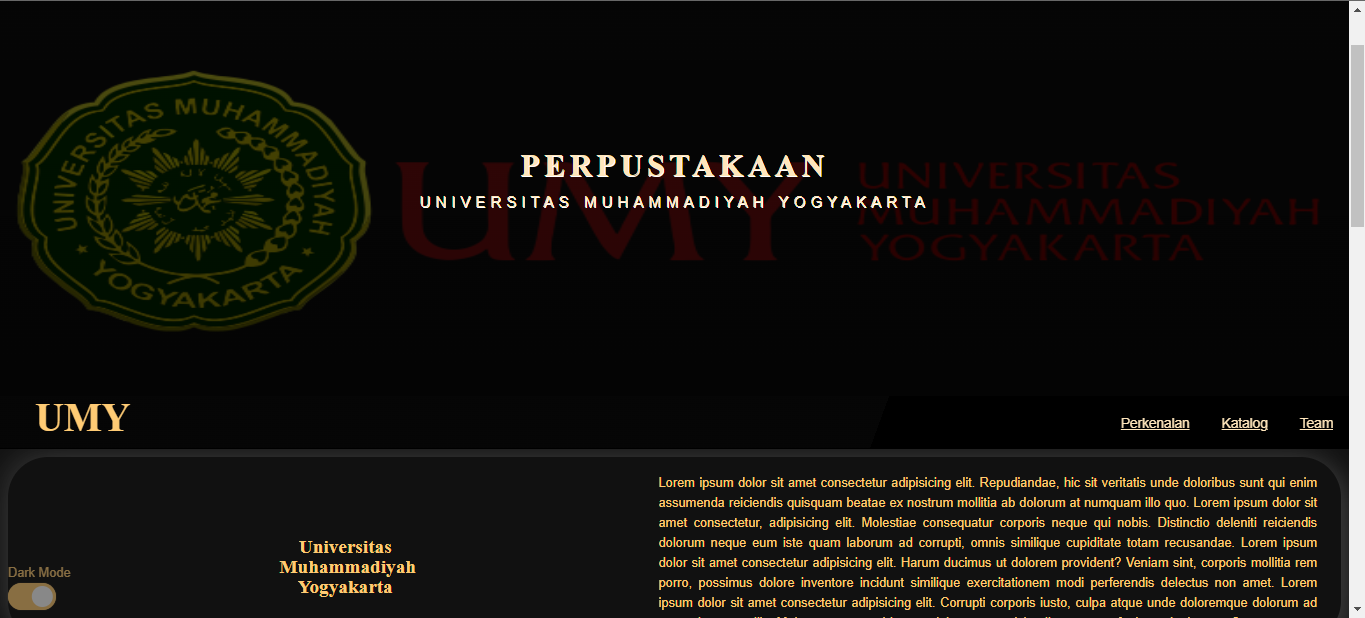 UNIVERSITAS MUHAMMADIYAH
YOGYAKARTA
UMY
UNIVERSITAS
MUHAMMADIYAH
YOGYAKARTA
PERPUSTAKAAN
UNIVERSITAS MUHAMMADIYAH YOGYAKARTA
UMY
Perkenalan Katalog Team
Universitas
Muhammadiyah
Yogyakarta
Dark Mode
Lorem ipsum dolor sit amet consectetur adipisicing elit. Repudiandae, hic sit veritatis unde doloribus sunt qui enim
assumenda reiciendis quisquam beatae ex nostrum mollitia ab dolorum at numquam illo quo. Lorem ipsum dolor sit
amet consectetur, adipisicing elit. Molestiae consequatur corporis neque qui nobis. Distinctio deleniti reiciendis
dolorum neque eum iste quam laborum ad corrupti, omnis similique cupiditate totam recusandae. Lorem ipsum
dolor sit amet consectetur adipisicing elit. Harum ducimus ut dolorem provident? Veniam sint, corporis mollitia rem
porro, possimus dolore inventore incidunt similique exercitationem modi perferendis delectus non amet. Lorem
ipsum dolor sit amet consectetur adipisicing elit. Corrupti corporis iusto, culpa atque unde doloremque dolorum ad